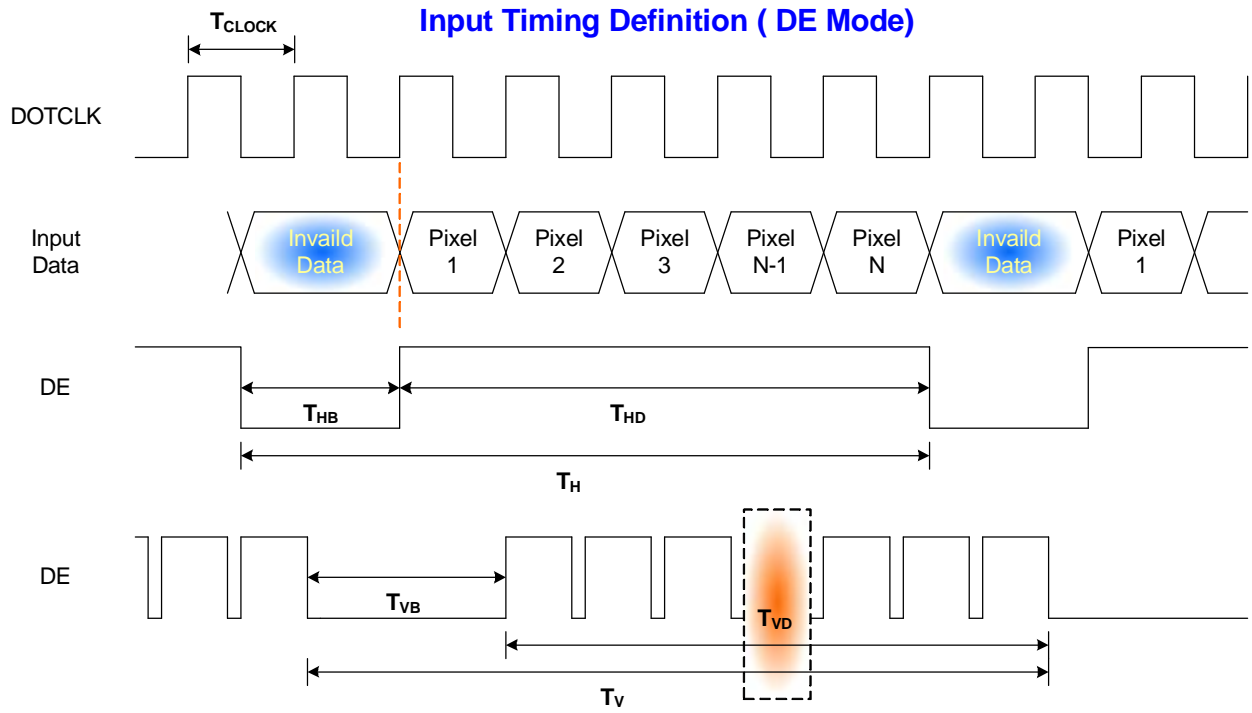 Input Timing Definition ( DE Mode)
TCLOCK
DOTCLK
Input
Data
Invaild
Data
Pixel
1
Pixel
2
Pixel
3
Pixel
N-1
Pixel
N
Invaild
Data
Pixel
1
DE
THB
THD
TH
DE
TVB
TVD
TV